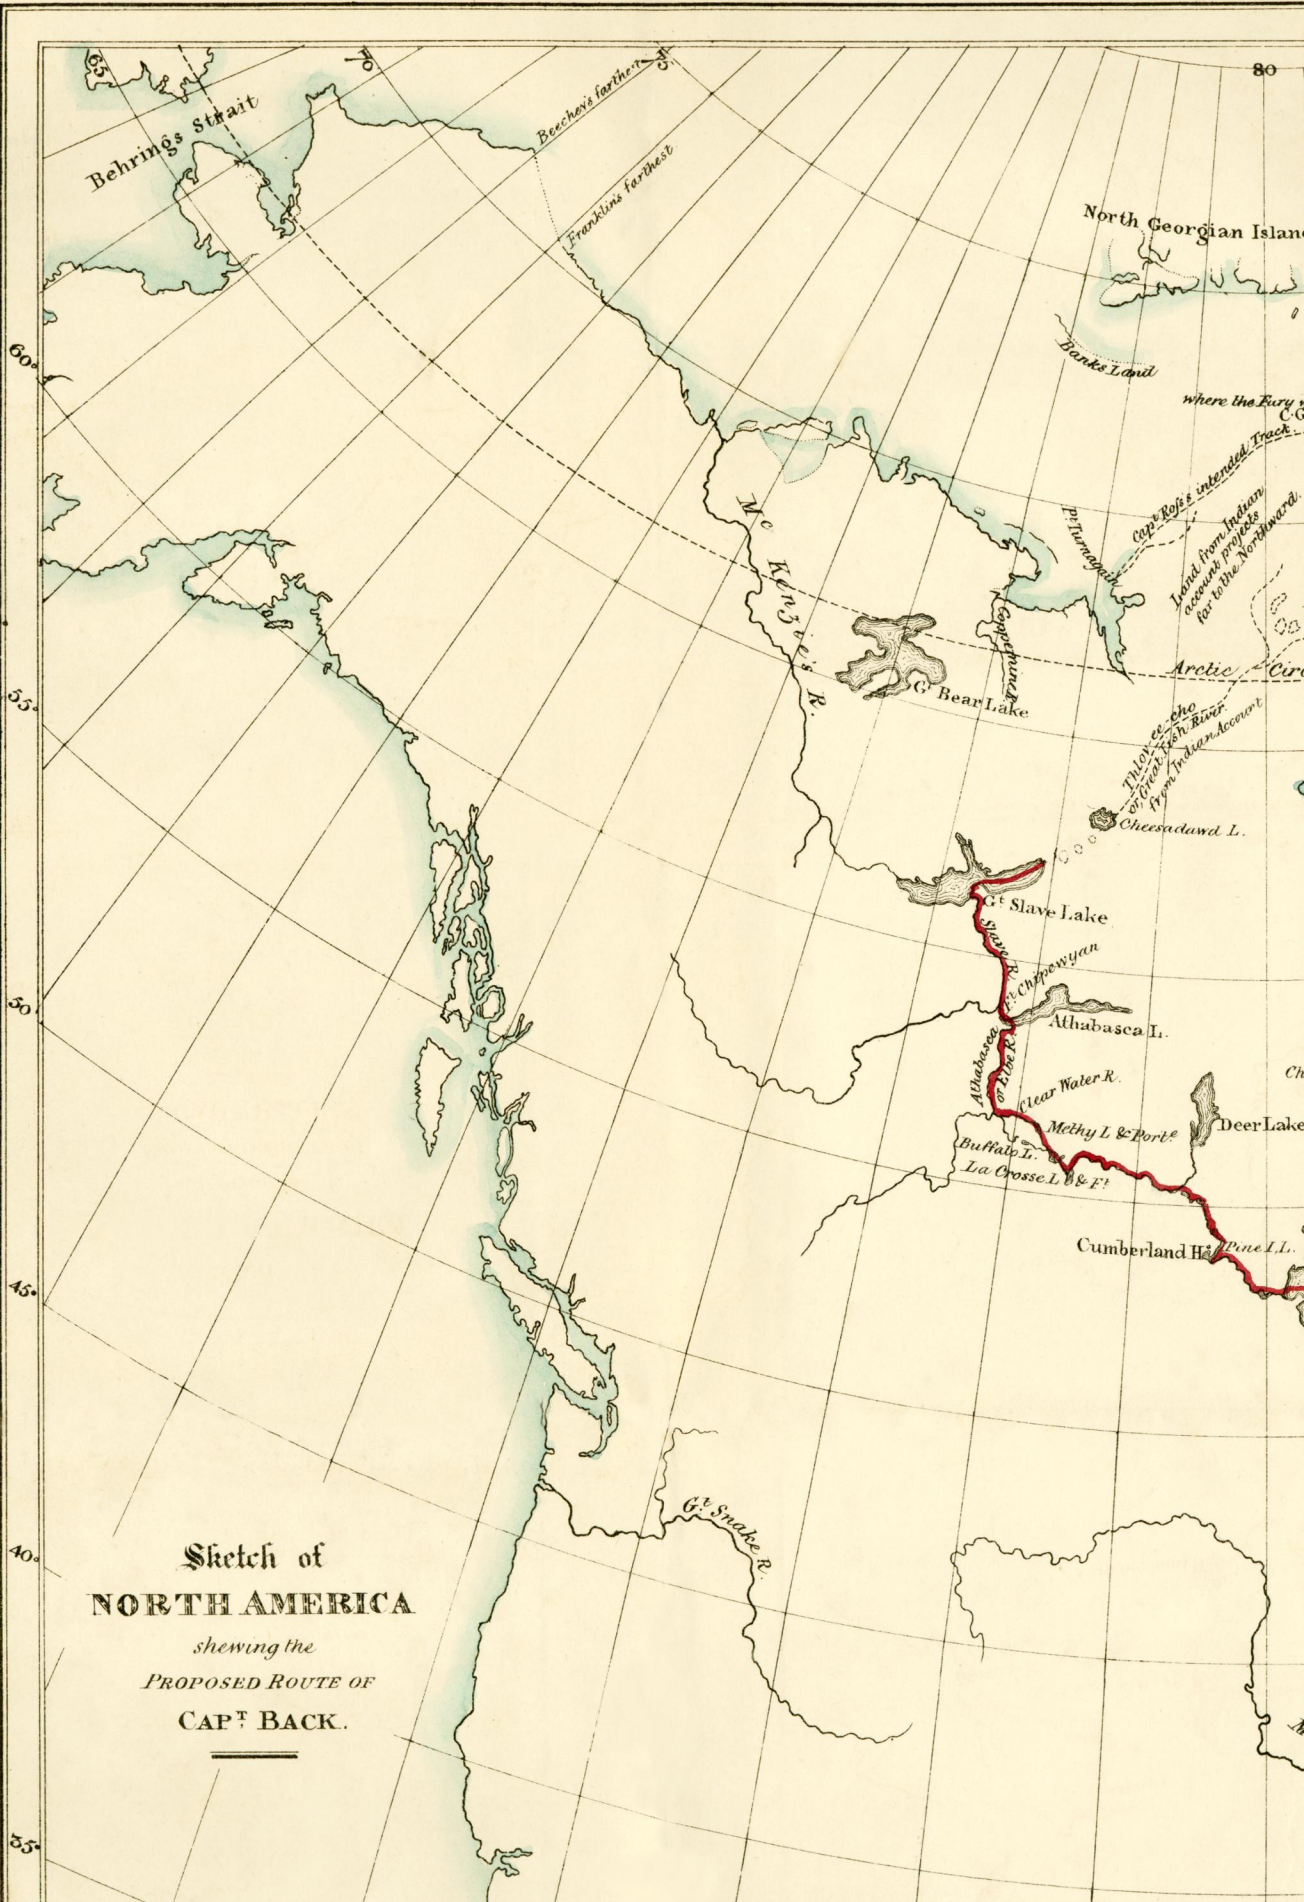 65
70
75
80
Behrings Strait
Beechey's farthest
Franklin's farthest
North Georgian Islan
Banks Land
where the Fury
C. G
Capt. Ross's intended Track.
Land from Indian
account projects
far to the Northward.
Pt. Turnagain
60.
Mc Kenzie's R.
Coppermine R.
Gt. Bear Lake
Arctic Circ
55.
Thlov-ee-cho
or, Great Fish River
from Indian Account
Cheesadawd L.
Gt. Slave Lake
Slave R.
Ft. Chipewyan
50
Athabasca L.
Athabasca
or Elbe R.
Clear Water R.
Ch
Methy L & Porte.
Deer Lake
Buffalo L.
La Crosse L & Ft.
Cumberland H.
Pine I. L.
45.
Gt. Snake R.
40.
Sketch of
NORTH AMERICA
shewing the
PROPOSED ROUTE OF
CAPT. BACK.
35.